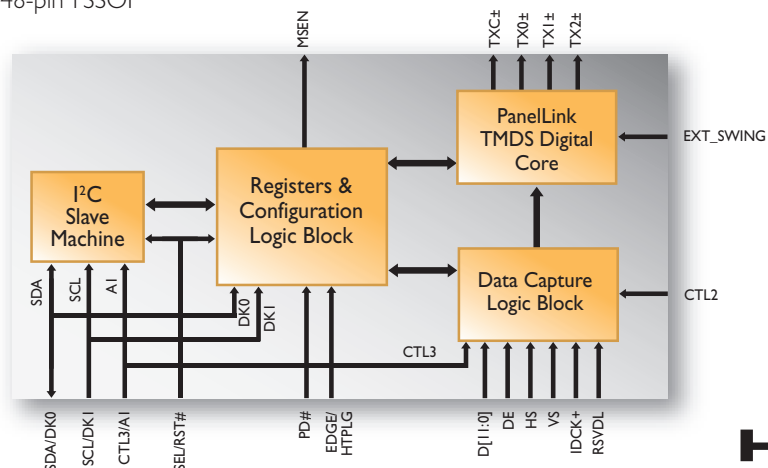 48-pin TSSOP
MSEN
TXC±
TX0±
TX1±
TX2±
PanelLink
TMDS Digital
Core
EXT_SWING
I²C
Slave
Machine
Registers &
Configuration
Logic Block
Data Capture
Logic Block
CTL2
SDA
SCL
A1
DK0
DK1
CTL3
SDA/DK0
SCL/DK1
CTL3/A1
SEL/RST#
PD#
EDGE/
HTPLG
D[11:0]
DE
HS
VS
IDCK+
RSVDL